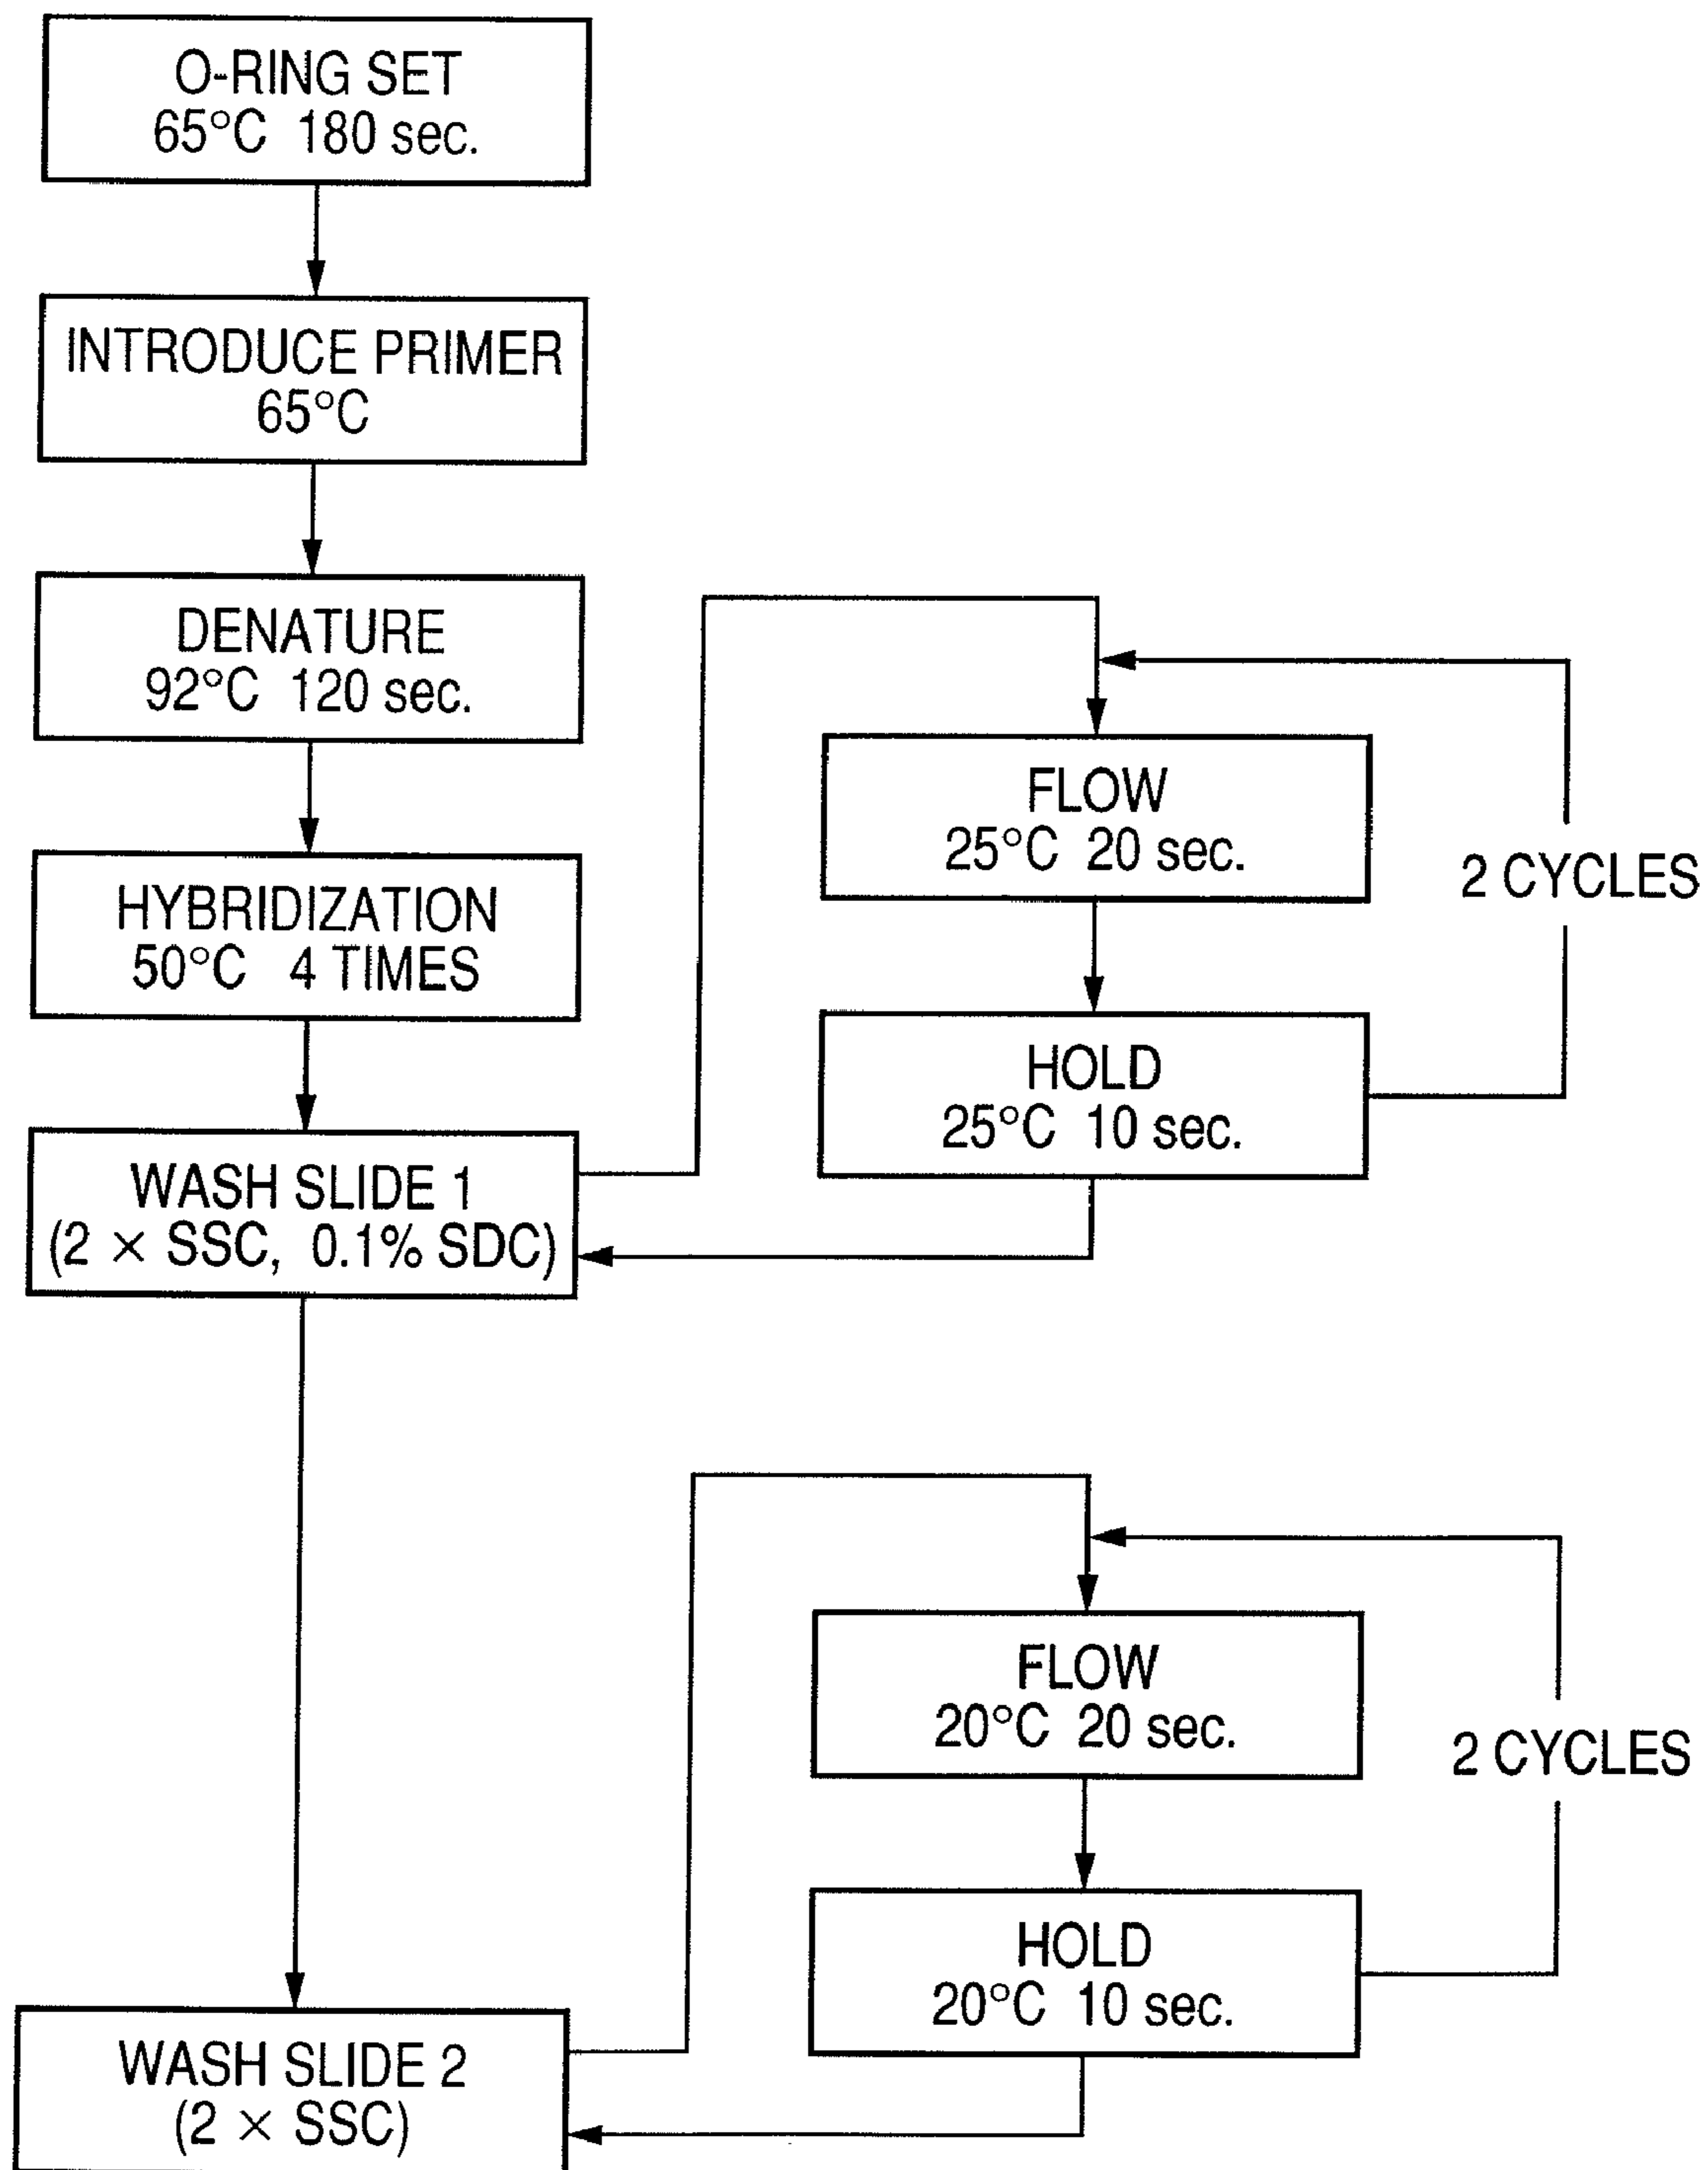 O-RING SET
65°C 180 sec.
INTRODUCE PRIMER
65°C
DENATURE
92°C 120 sec.
HYBRIDIZATION
50°C 4 TIMES
WASH SLIDE 1
(2 × SSC, 0.1% SDC)
FLOW
25°C 20 sec.
HOLD
25°C 10 sec.
2 CYCLES
WASH SLIDE 2
(2 × SSC)
FLOW
20°C 20 sec.
HOLD
20°C 10 sec.
2 CYCLES